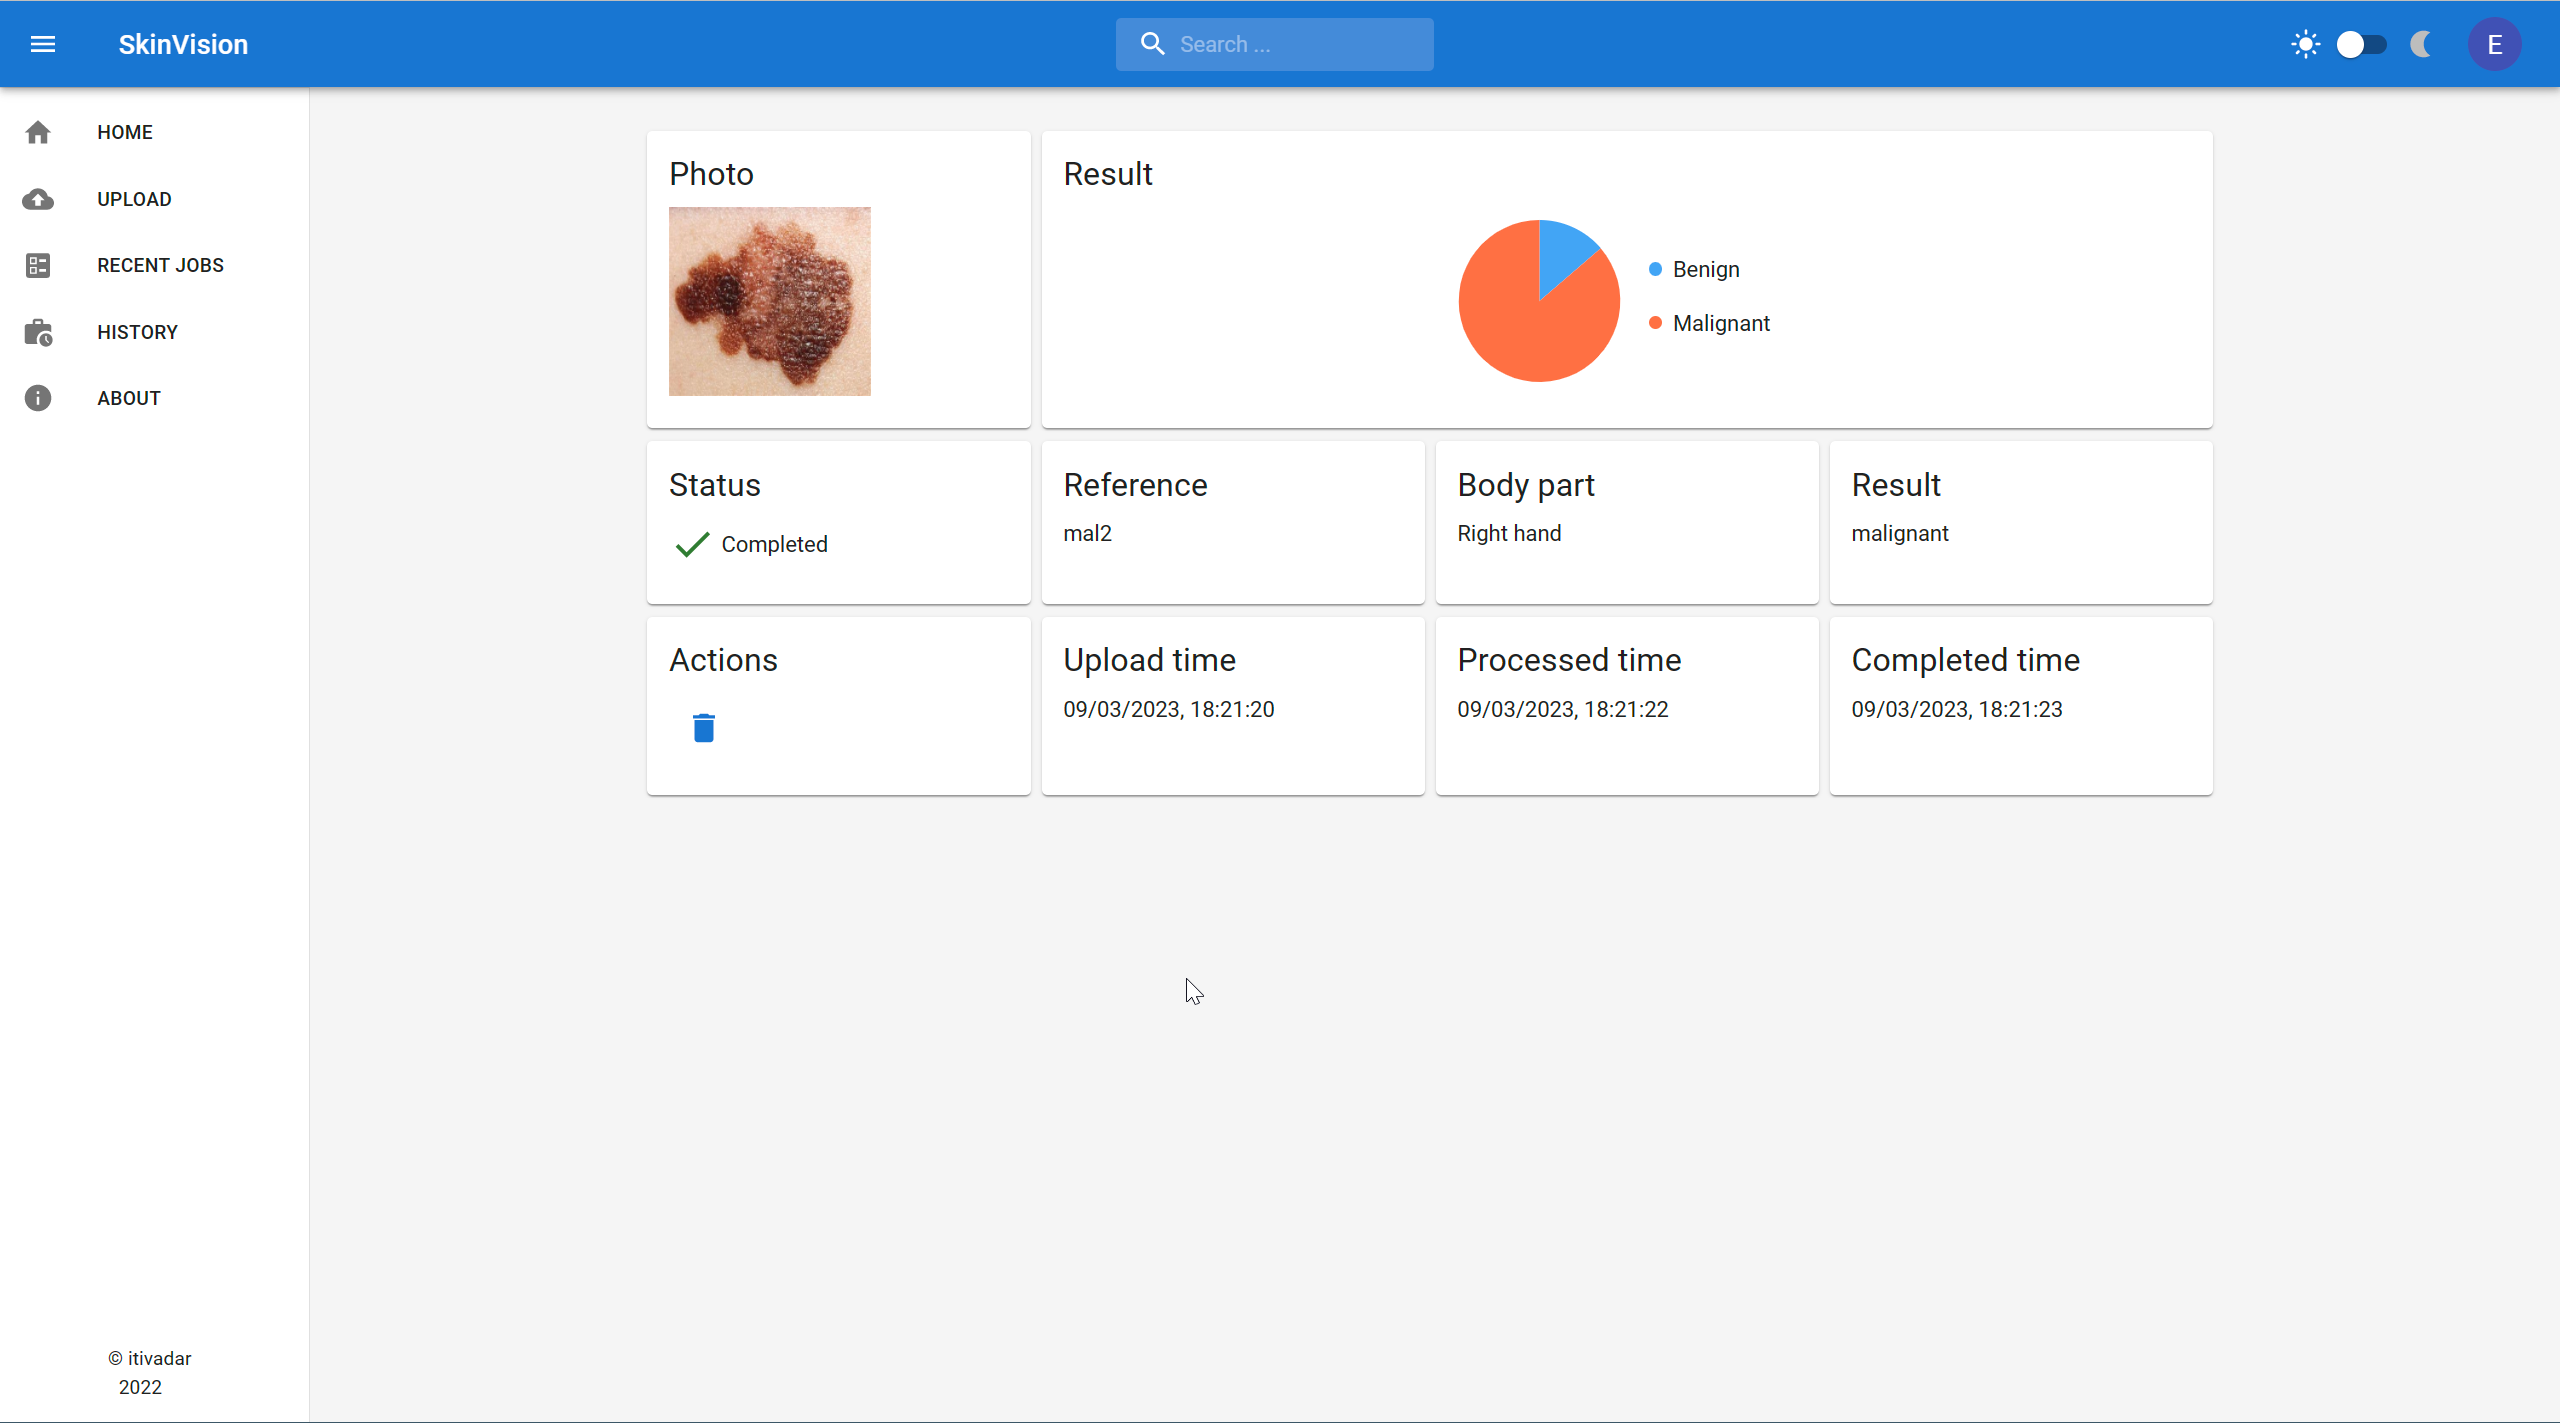 SkinVision
Search ...
E
HOME
UPLOAD
RECENT JOBS
HISTORY
ABOUT
Photo
Result
Benign
Malignant
Status
Completed
Reference
mal2
Body part
Right hand
Result
malignant
Actions
Upload time
09/03/2023, 18:21:20
Processed time
09/03/2023, 18:21:22
Completed time
09/03/2023, 18:21:23
© itivadar
2022